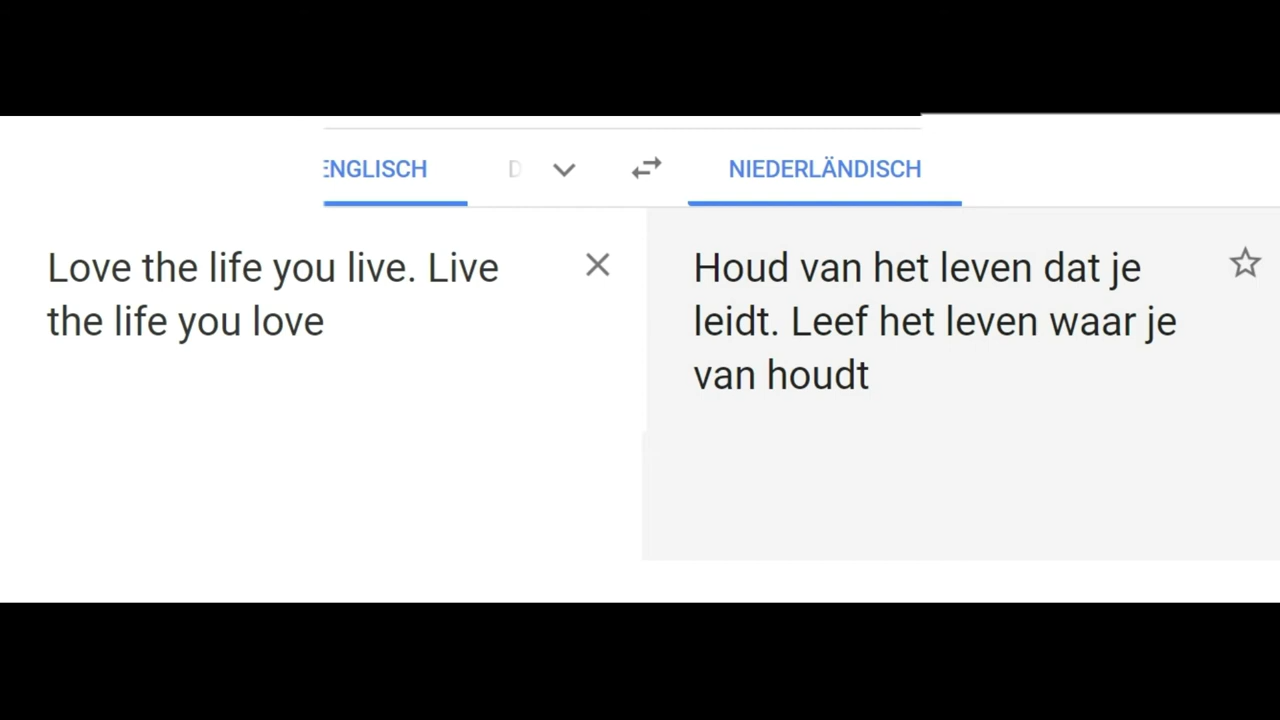 ENGLISCH D NIEDERLÄNDISCH
Love the life you live. Live
the life you love
Houd van het leven dat je
leidt. Leef het leven waar je
van houdt